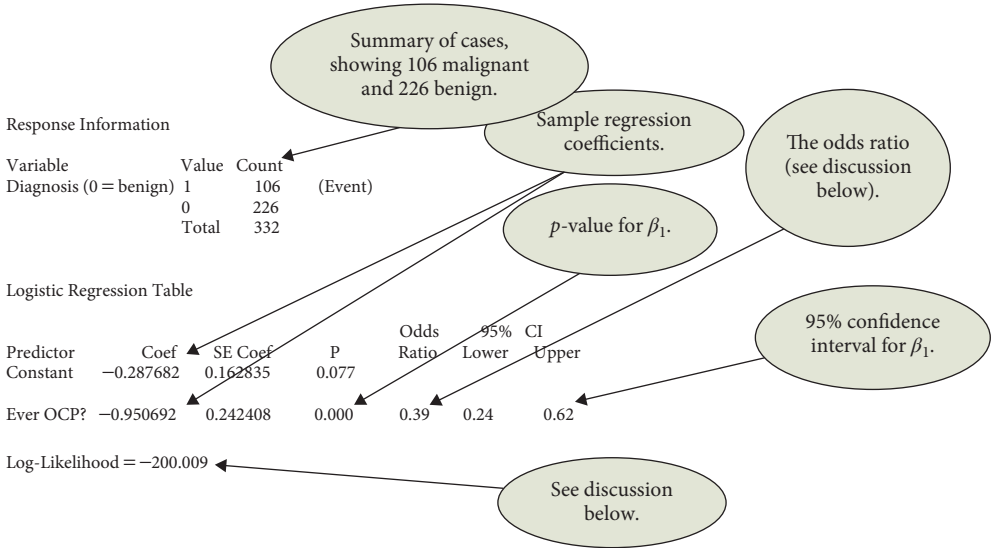 Summary of cases,
showing 106 malignant
and 226 benign.
Sample regression
coefficients.
The odds ratio
(see discussion
below).
Response Information
Variable Value Count
Diagnosis (0 = benign) 1 106 (Event)
0 226
Total 332
p-value for β₁.
Logistic Regression Table
95% confidence
interval for β₁.
Odds 95% CI
Predictor Coef SE Coef P Ratio Lower Upper
Constant −0.287682 0.162835 0.077
Ever OCP? −0.950692 0.242408 0.000 0.39 0.24 0.62
Log-Likelihood = −200.009
See discussion
below.